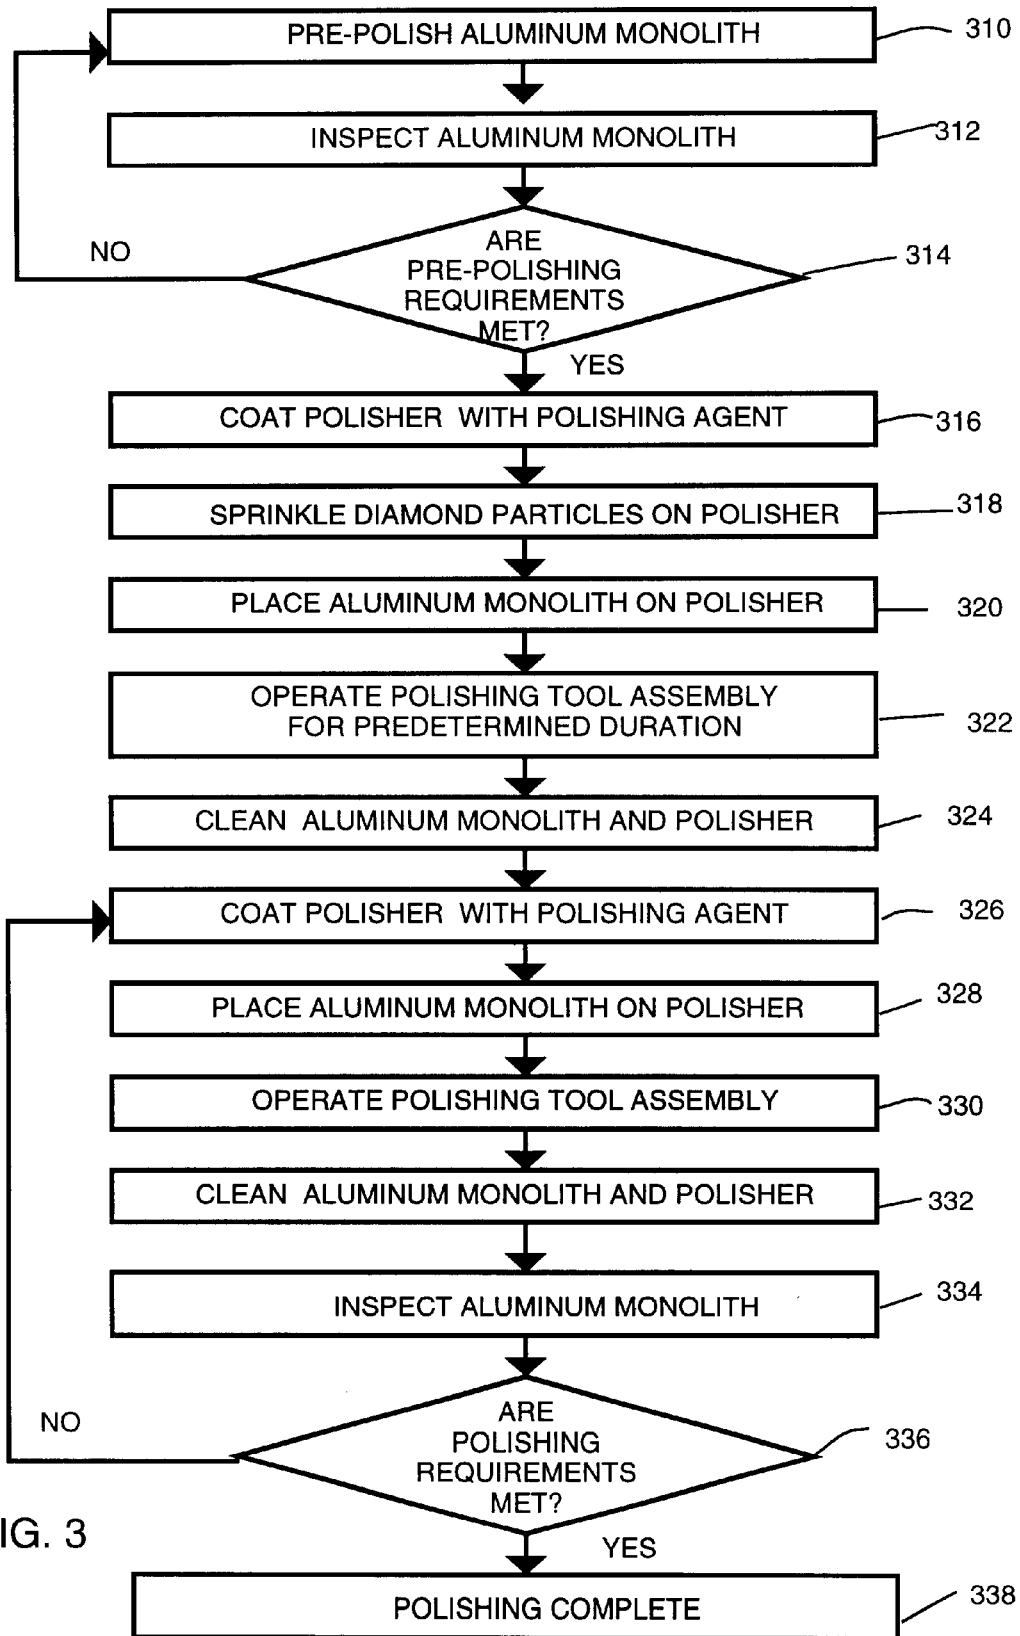 PRE-POLISH ALUMINUM MONOLITH
310
INSPECT ALUMINUM MONOLITH
312
NO
ARE
PRE-POLISHING
REQUIREMENTS
MET?
314
YES
COAT POLISHER WITH POLISHING AGENT
316
SPRINKLE DIAMOND PARTICLES ON POLISHER
318
PLACE ALUMINUM MONOLITH ON POLISHER
320
OPERATE POLISHING TOOL ASSEMBLY
FOR PREDETERMINED DURATION
322
CLEAN ALUMINUM MONOLITH AND POLISHER
324
COAT POLISHER WITH POLISHING AGENT
326
PLACE ALUMINUM MONOLITH ON POLISHER
328
OPERATE POLISHING TOOL ASSEMBLY
330
CLEAN ALUMINUM MONOLITH AND POLISHER
332
INSPECT ALUMINUM MONOLITH
334
NO
ARE
POLISHING
REQUIREMENTS
MET?
336
IG. 3
YES
POLISHING COMPLETE
338